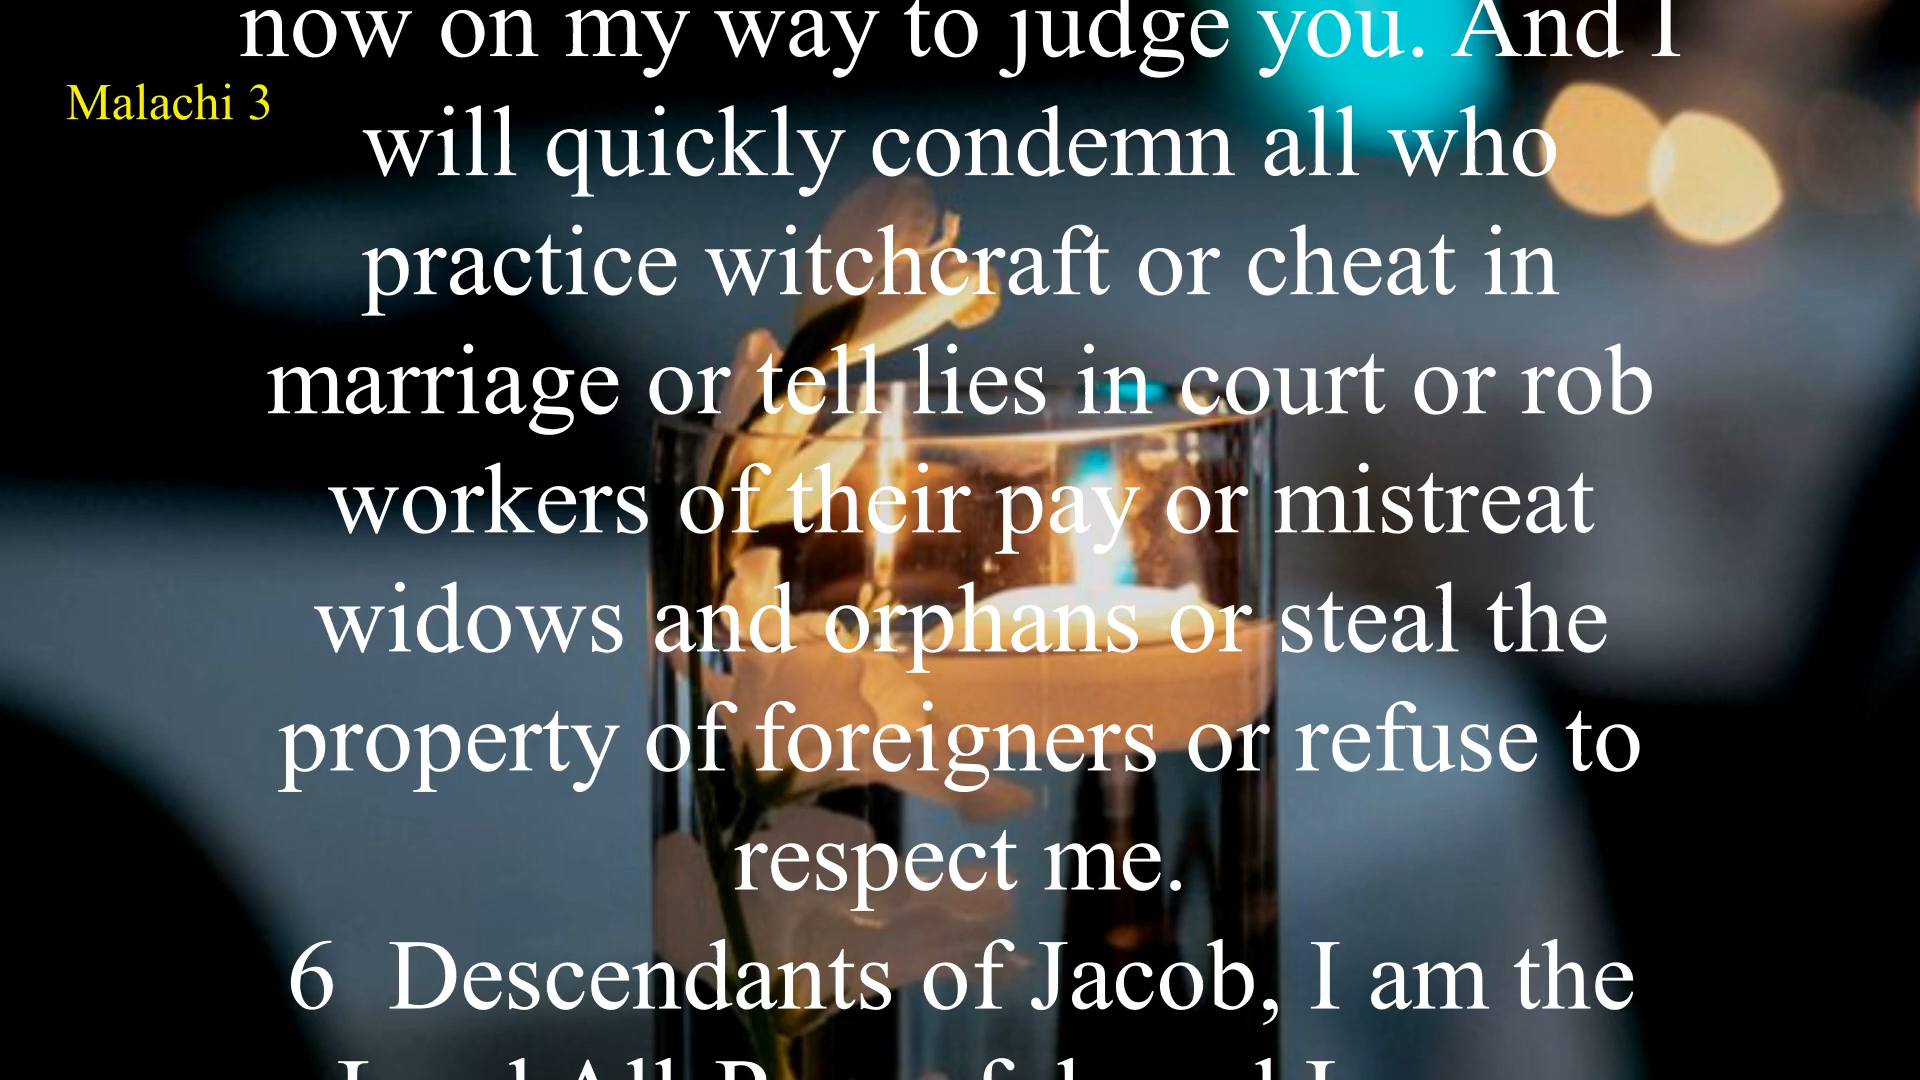 now on my way to judge you. And I
Malachi 3
will quickly condemn all who
practice witchcraft or cheat in
marriage or tell lies in court or rob
workers of their pay or mistreat
widows and orphans or steal the
property of foreigners or refuse to
respect me.
6 Descendants of Jacob, I am the